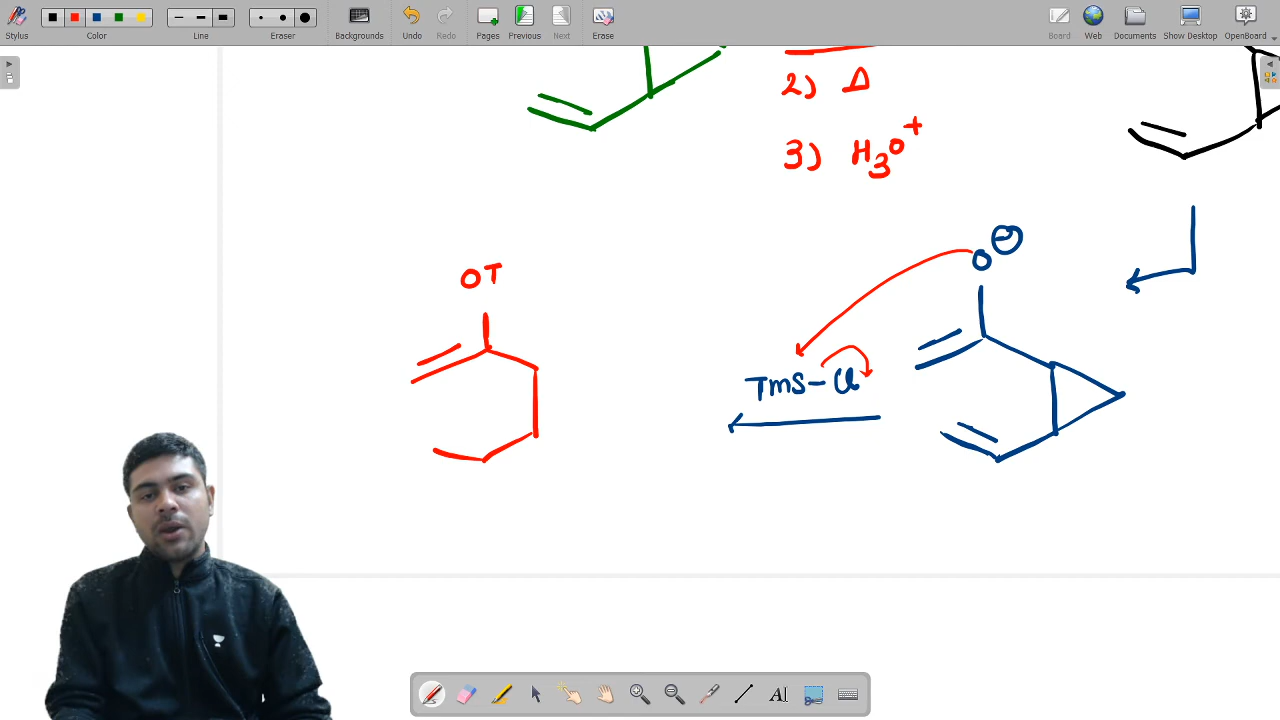 Stylus
Color
Line
Eraser
Backgrounds
Undo
Redo
Pages
Previous
Next
Erase
Board
Web
Documents
Show Desktop
OpenBoard
2) Δ
3) H3O+
O⊖
OT
TMS-Cl
AI